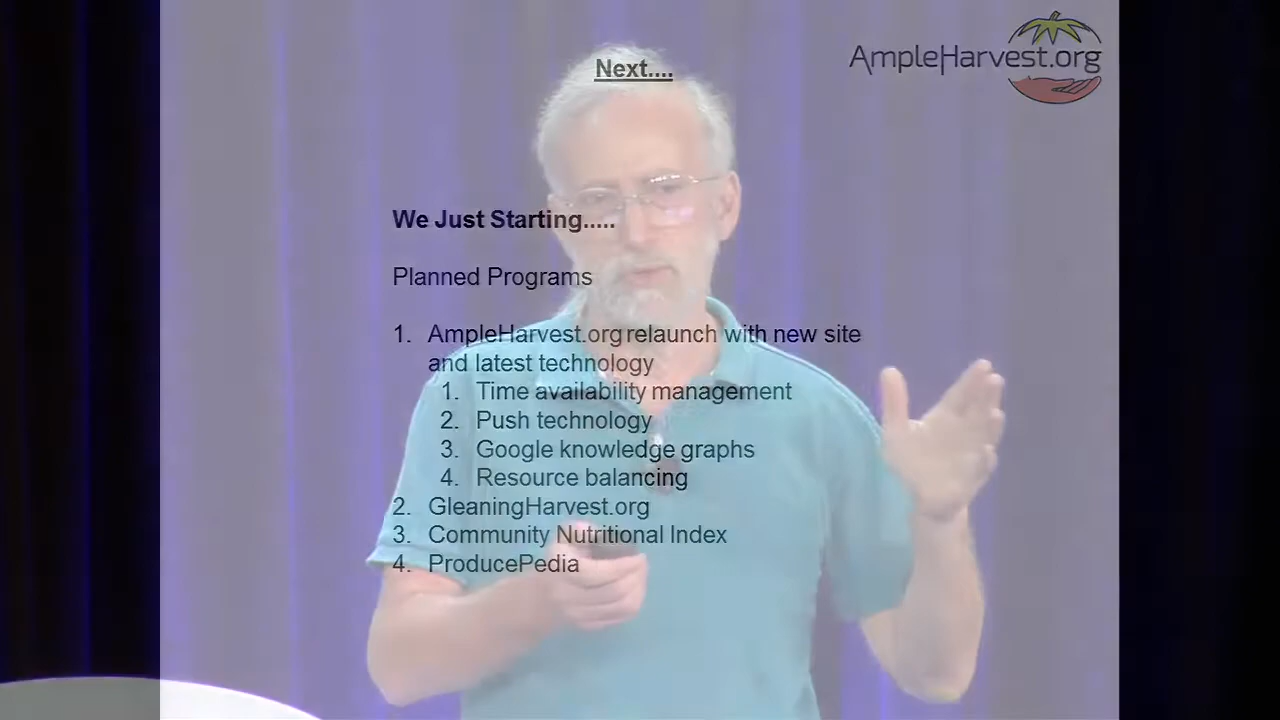 AmpleHarvest.org
Next....
We Just Starting.....
Planned Programs
1. AmpleHarvest.org relaunch with new site
and latest technology
1. Time availability management
2. Push technology
3. Google knowledge graphs
4. Resource balancing
2. GleaningHarvest.org
3. Community Nutritional Index
4. ProducePedia